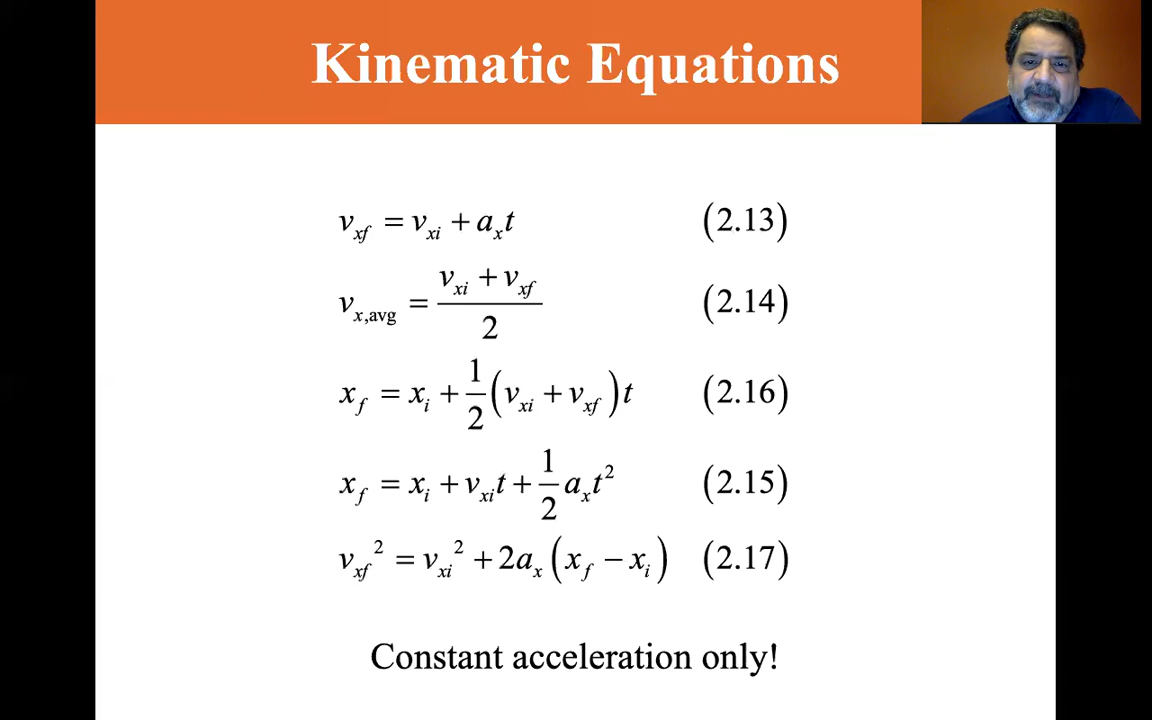 Kinematic Equations
v_xf = v_xi + a_x t (2.13)
v_x,avg = (v_xi + v_xf)/2 (2.14)
x_f = x_i + 1/2 (v_xi + v_xf) t (2.16)
x_f = x_i + v_xi t + 1/2 a_x t² (2.15)
v_xf² = v_xi² + 2a_x (x_f − x_i) (2.17)
Constant acceleration only!